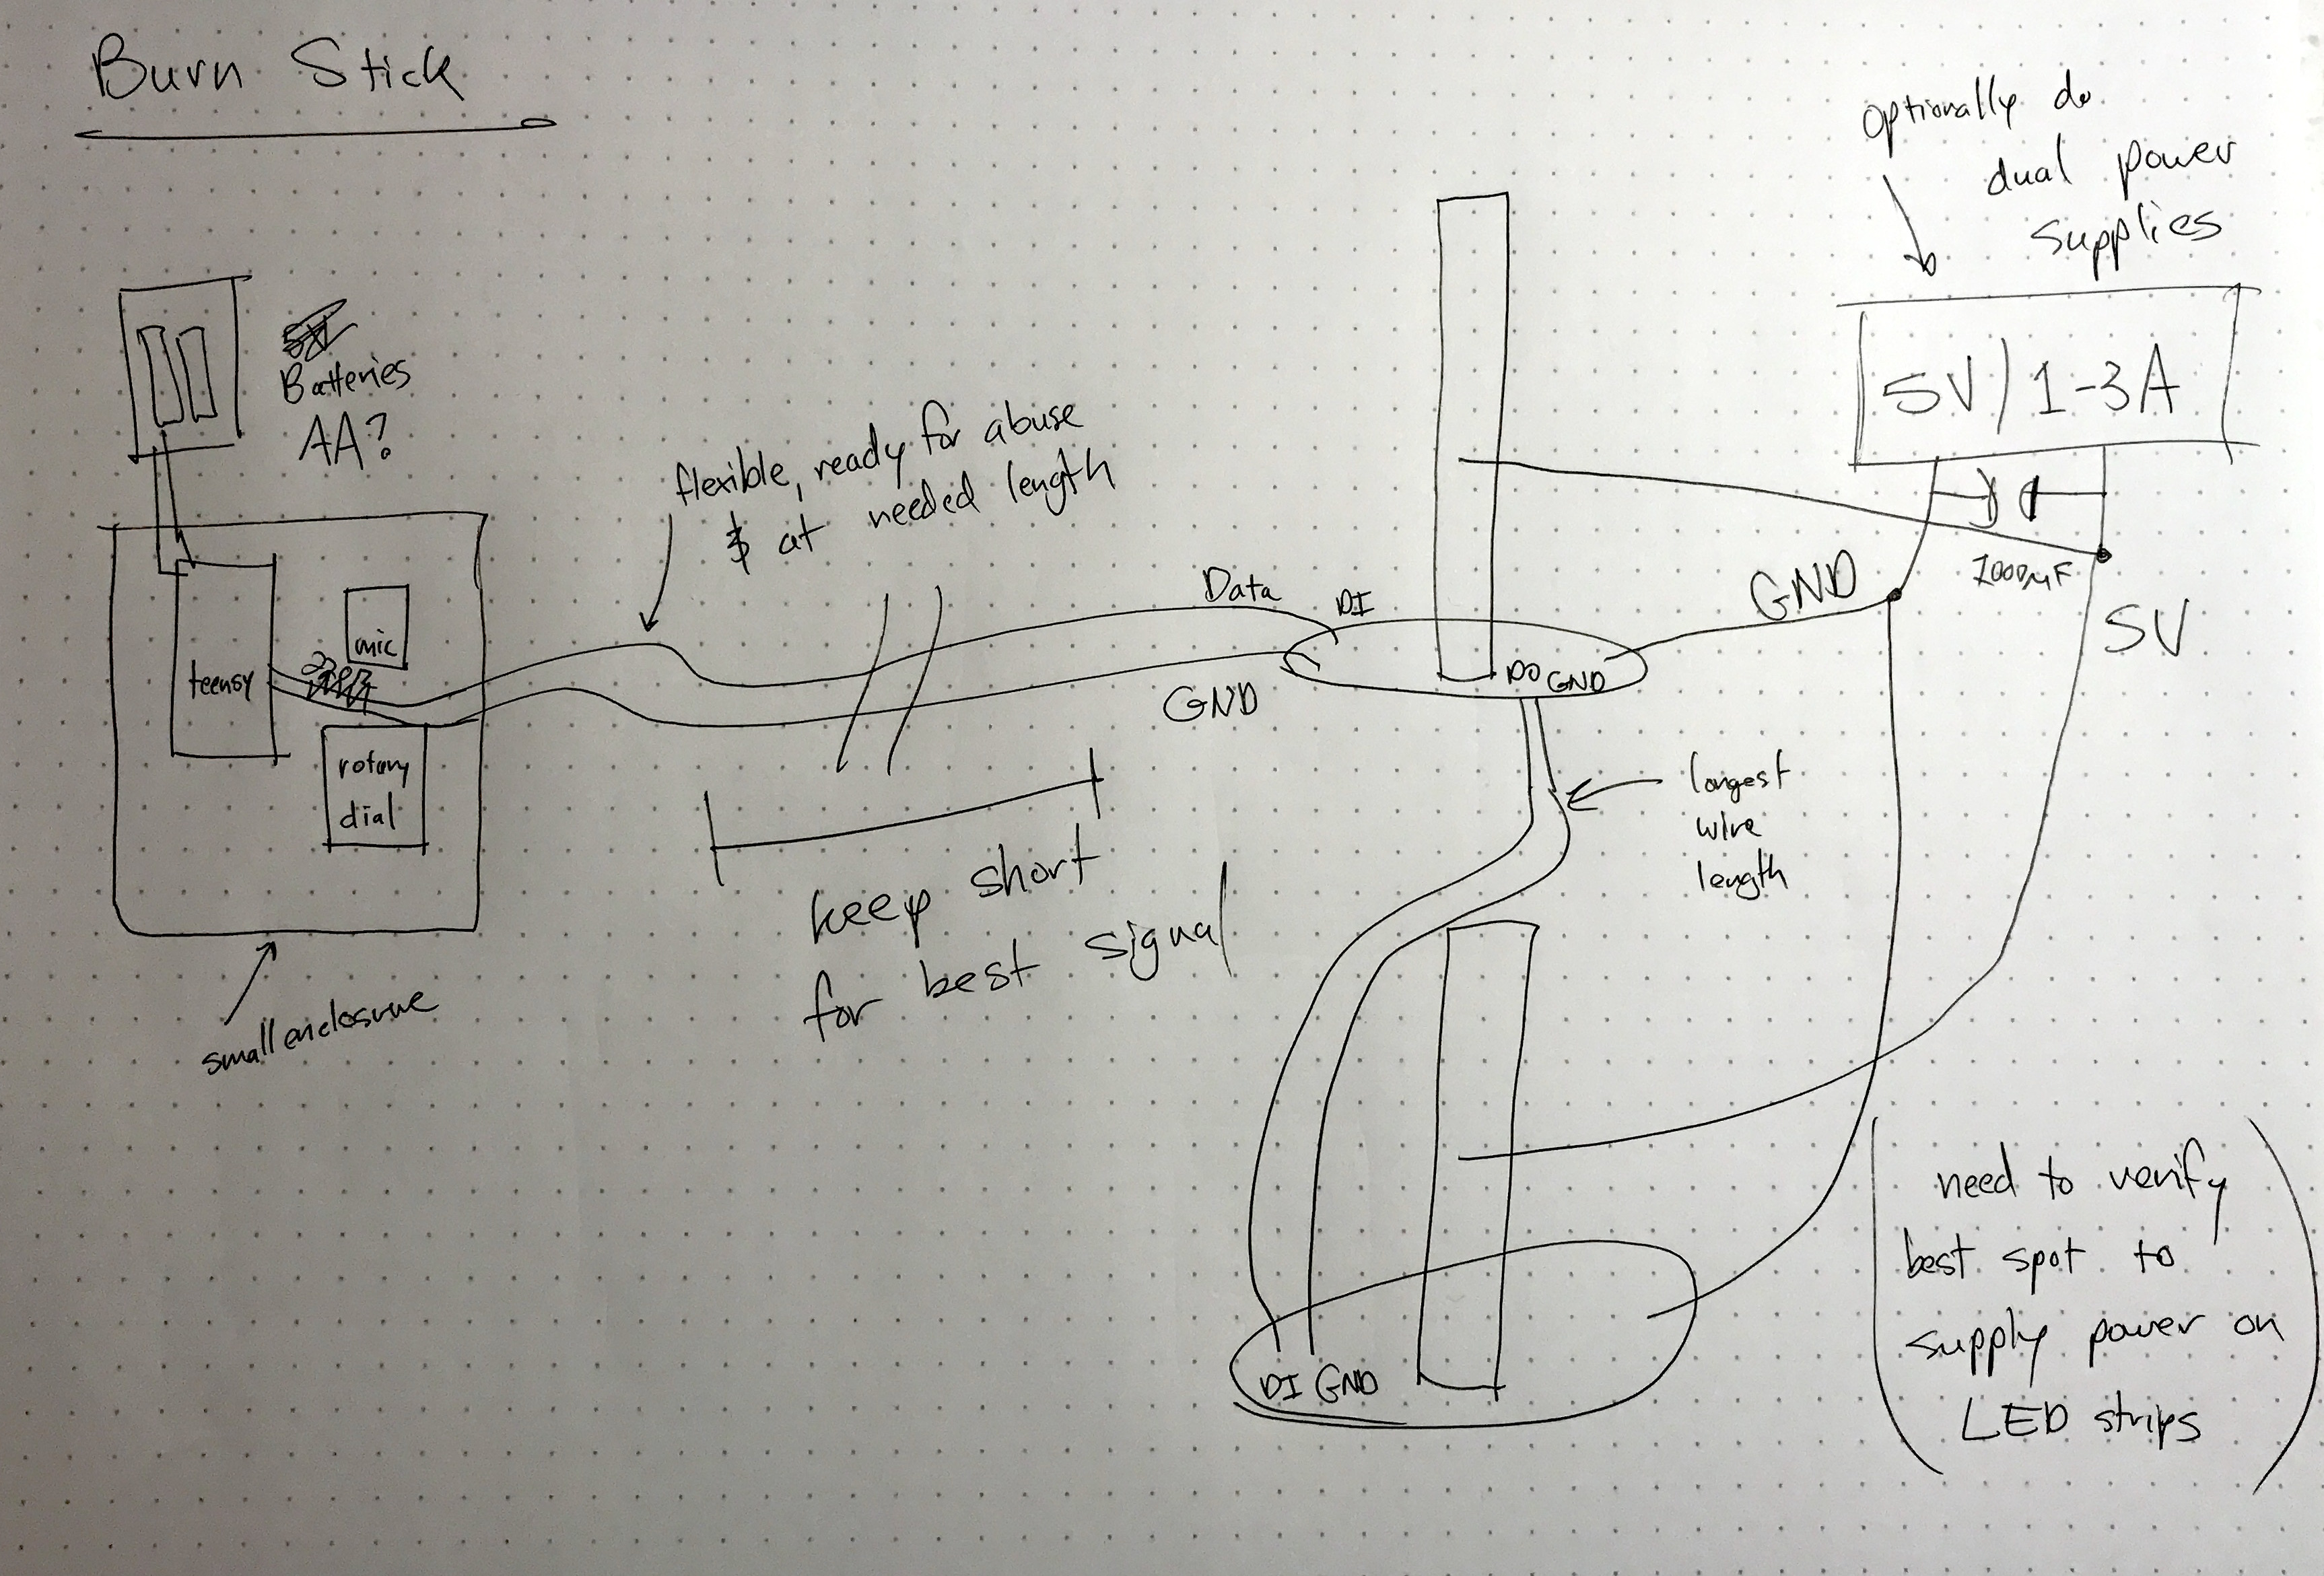 Burn Stick
Optionally do
dual power
supplies
Batteries
AA?
flexible, ready for abuse
& at needed length
5V/1-3A
1000µF
5V
GND
Data
DI
GND
DO GND
teensy
mic
rotary
dial
small enclosure
keep short
for best signal
longest
wire
length
DI GND
need to verify
best spot to
supply power on
LED strips